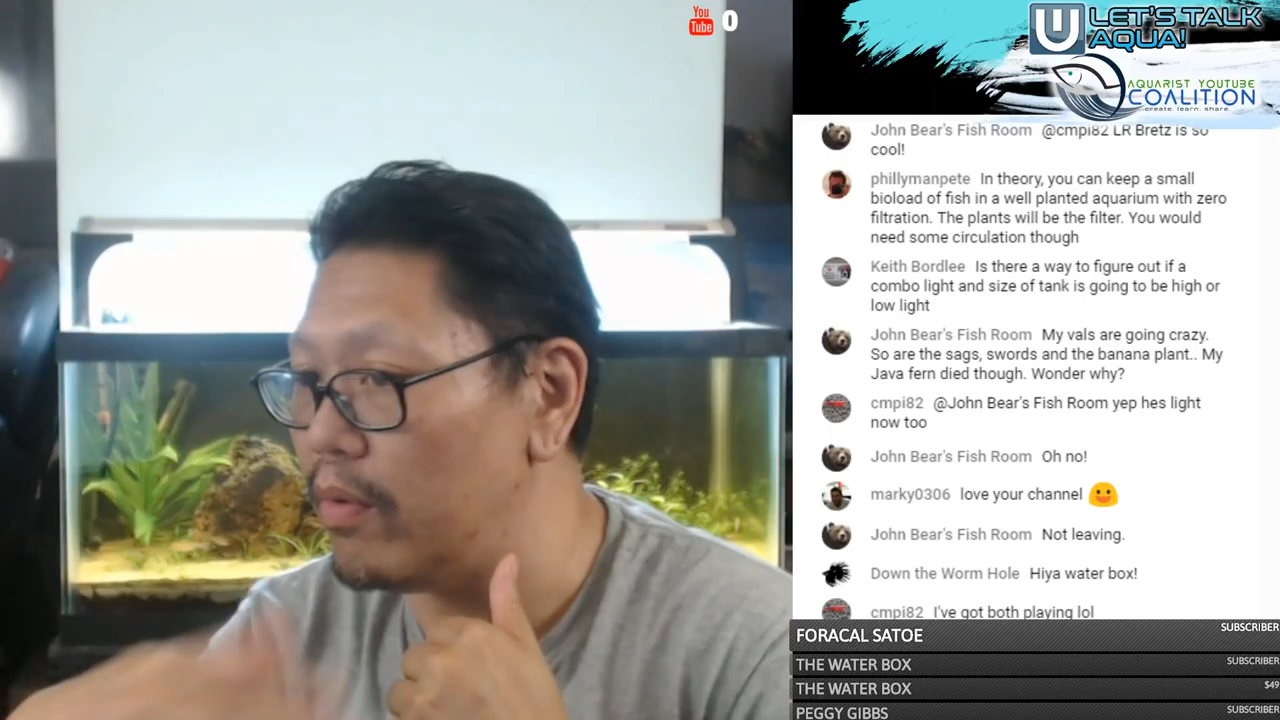 You
Tube
0
U
LET'S TALK
AQUA!
AQUARIST YOUTUBE
COALITION
create. learn. share.
John Bear's Fish Room @cmpi82 LR Bretz is so
cool!
phillymanpete In theory, you can keep a small
bioload of fish in a well planted aquarium with zero
filtration. The plants will be the filter. You would
need some circulation though
Keith Bordlee Is there a way to figure out if a
combo light and size of tank is going to be high or
low light
John Bear's Fish Room My vals are going crazy.
So are the sags, swords and the banana plant.. My
Java fern died though. Wonder why?
cmpi82 @John Bear's Fish Room yep hes light
now too
John Bear's Fish Room Oh no!
marky0306 love your channel
John Bear's Fish Room Not leaving.
Down the Worm Hole Hiya water box!
cmpi82 I've got both playing lol
FORACAL SATOE SUBSCRIBER
THE WATER BOX SUBSCRIBER
THE WATER BOX $49
PEGGY GIBBS SUBSCRIBER